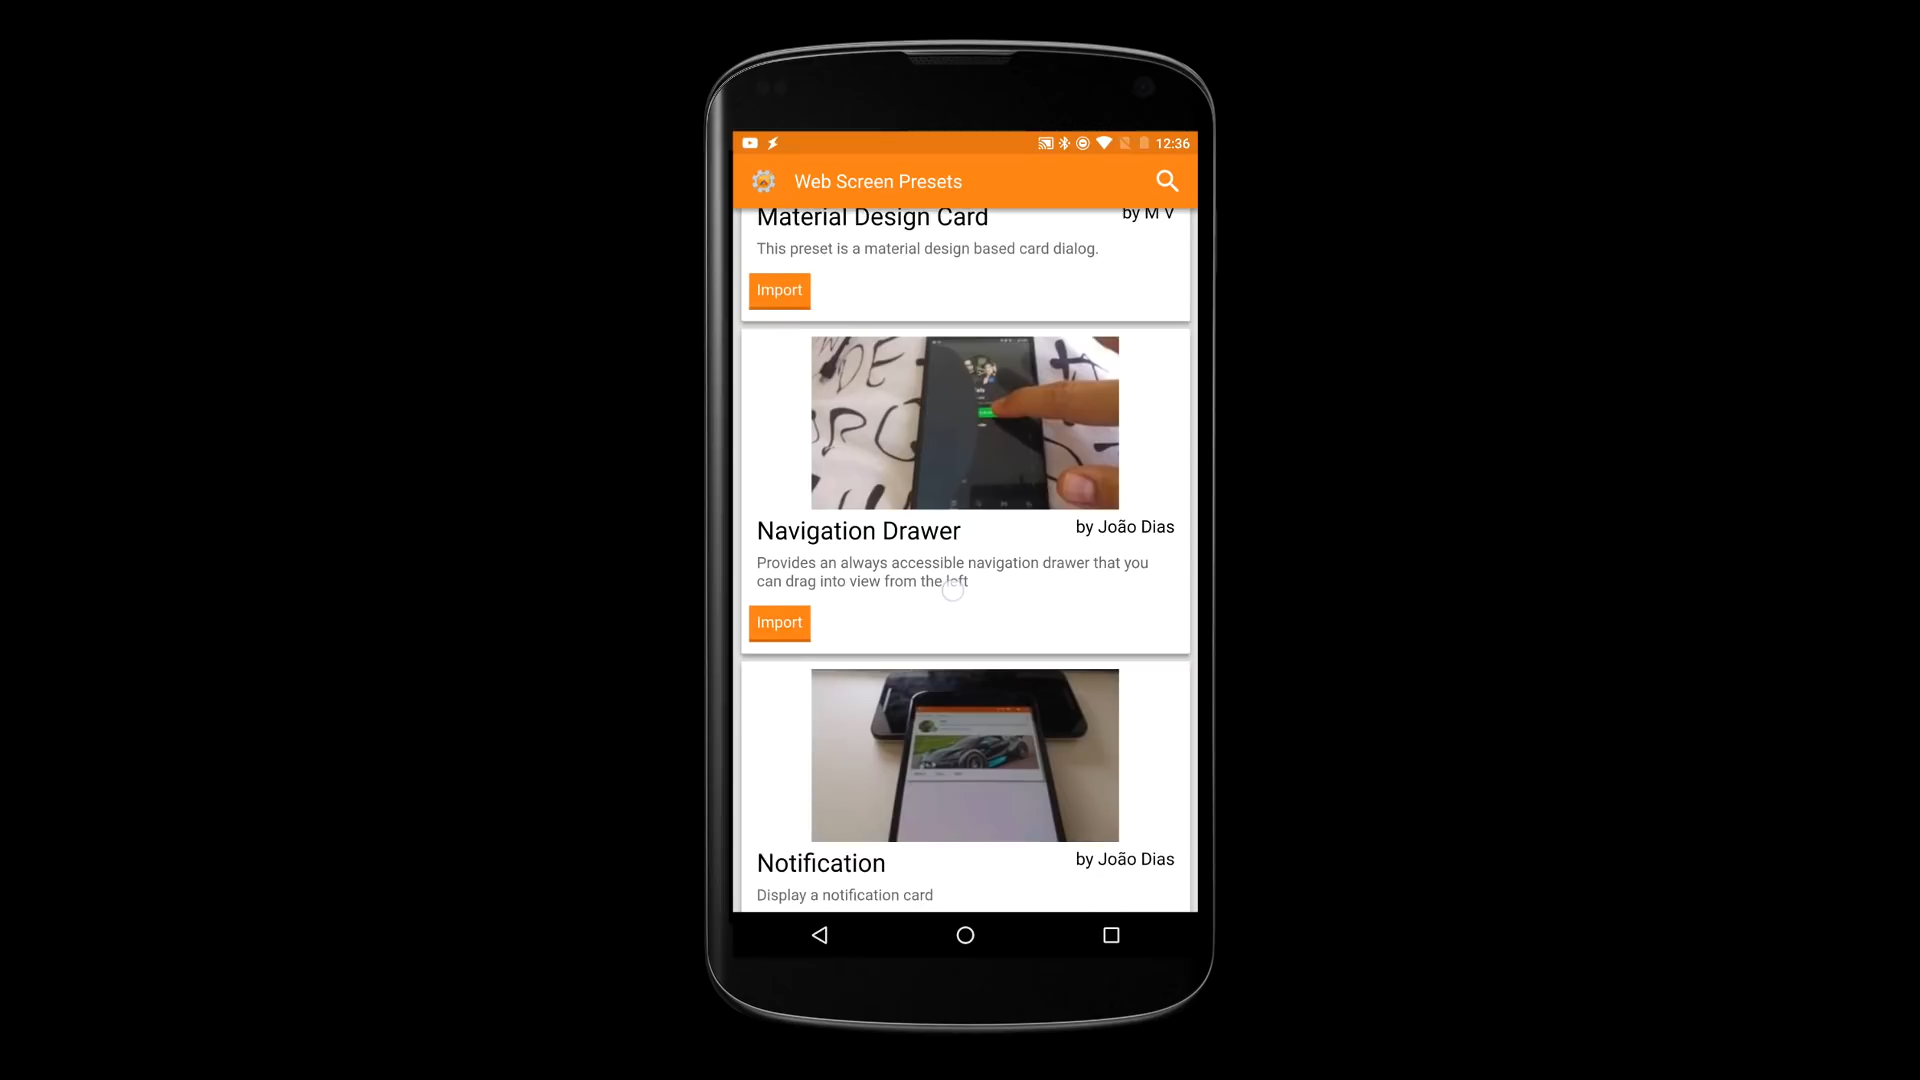 12:36
Web Screen Presets
Material Design Card
by M V
This preset is a material design based card dialog.
Import
Navigation Drawer
by João Dias
Provides an always accessible navigation drawer that you
can drag into view from the left
Import
Notification
by João Dias
Display a notification card